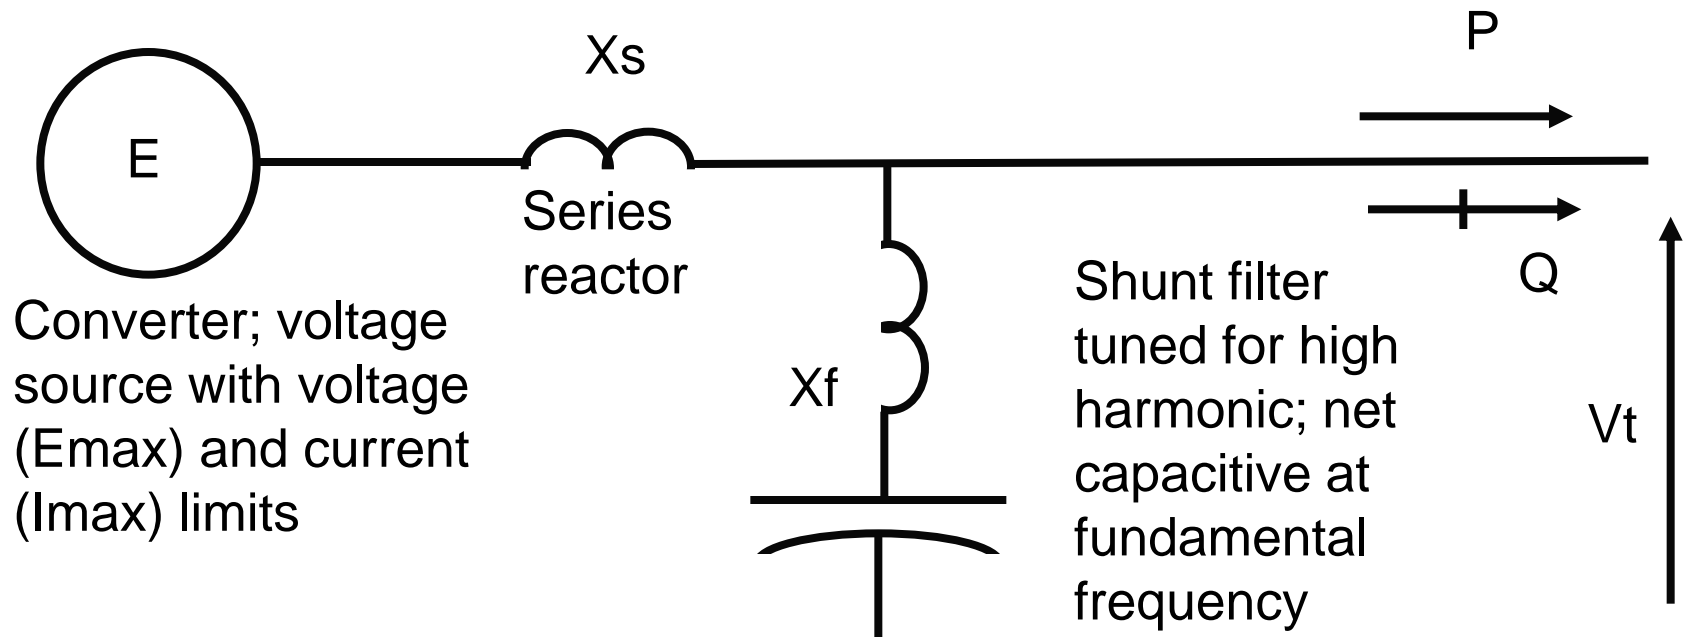 P
Xs
E
Series
reactor
Q
Converter; voltage
source with voltage
(Emax) and current
(Imax) limits
Xf
Shunt filter
tuned for high
harmonic; net
capacitive at
fundamental
frequency
Vt